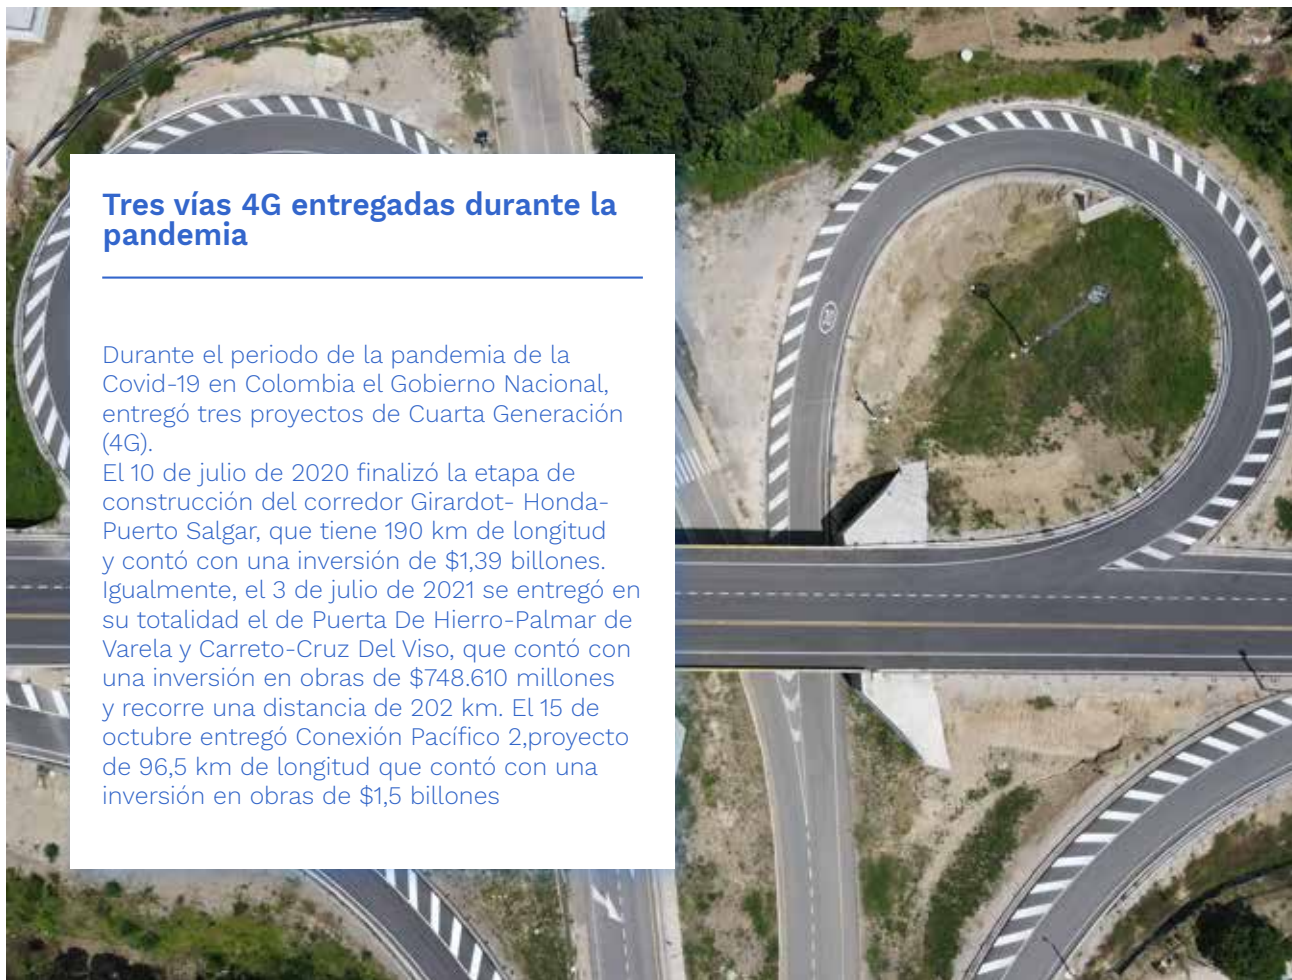 Tres vías 4G entregadas durante la
pandemia
Durante el periodo de la pandemia de la
Covid-19 en Colombia el Gobierno Nacional,
entregó tres proyectos de Cuarta Generación
(4G).
El 10 de julio de 2020 finalizó la etapa de
construcción del corredor Girardot- Honda-
Puerto Salgar, que tiene 190 km de longitud
y contó con una inversión de $1,39 billones.
Igualmente, el 3 de julio de 2021 se entregó en
su totalidad el de Puerta De Hierro-Palmar de
Varela y Carreto-Cruz Del Viso, que contó con
una inversión en obras de $748.610 millones
y recorre una distancia de 202 km. El 15 de
octubre entregó Conexión Pacífico 2,proyecto
de 96,5 km de longitud que contó con una
inversión en obras de $1,5 billones